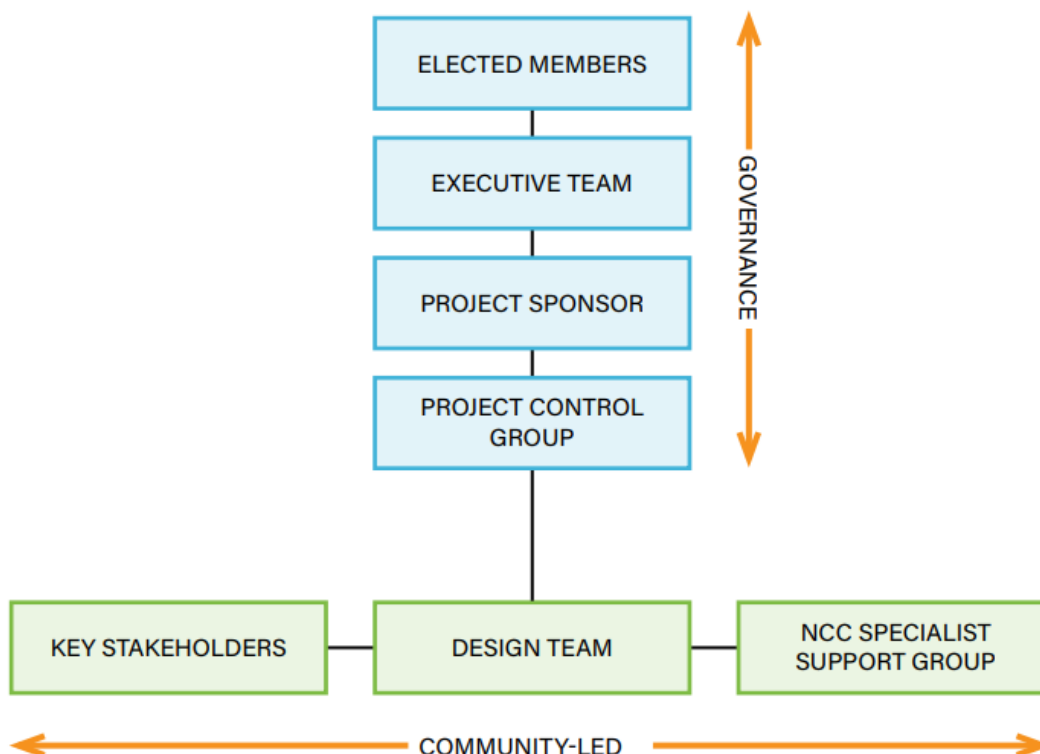 ELECTED MEMBERS
EXECUTIVE TEAM
PROJECT SPONSOR
PROJECT CONTROL
GROUP
GOVERNANCE
KEY STAKEHOLDERS
DESIGN TEAM
NCC SPECIALIST
SUPPORT GROUP
COMMUNITY-LED